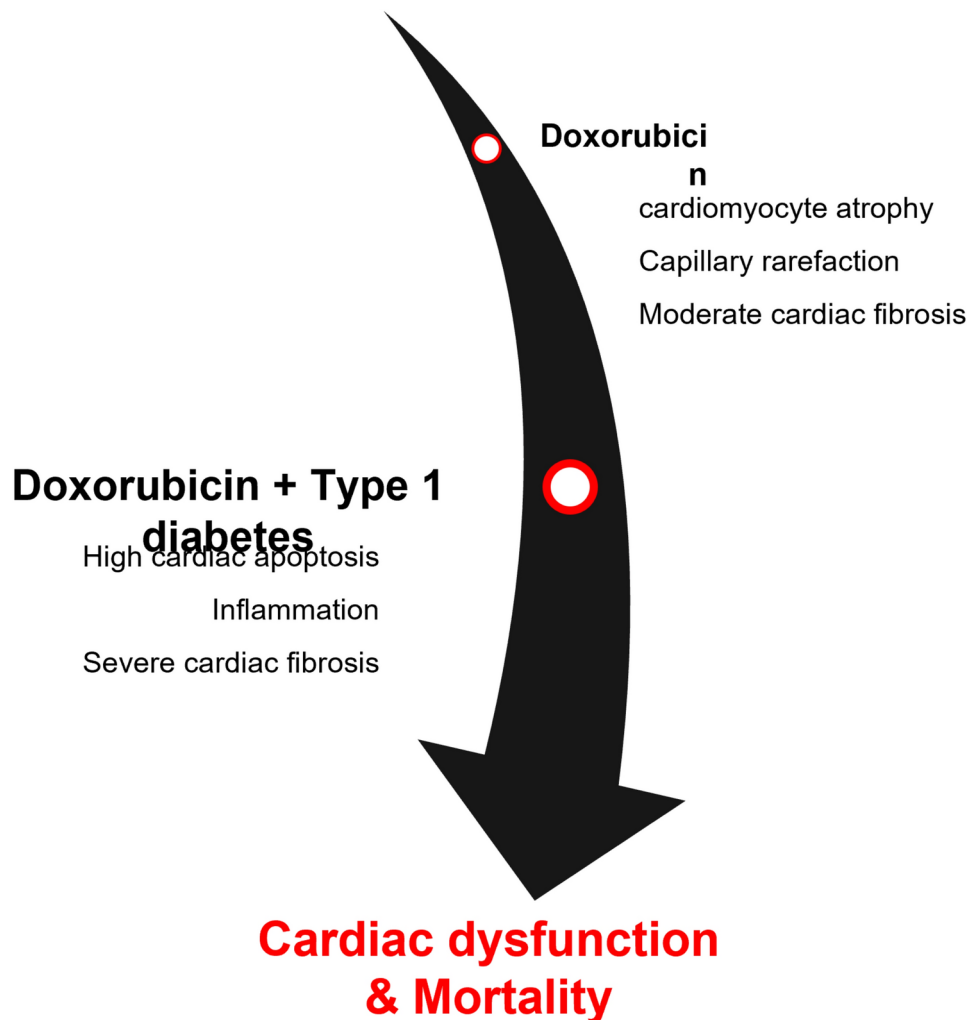 Doxorubici
n
cardiomyocyte atrophy
Capillary rarefaction
Moderate cardiac fibrosis
Doxorubicin + Type 1
diabetes
High cardiac apoptosis
Inflammation
Severe cardiac fibrosis
Cardiac dysfunction
& Mortality